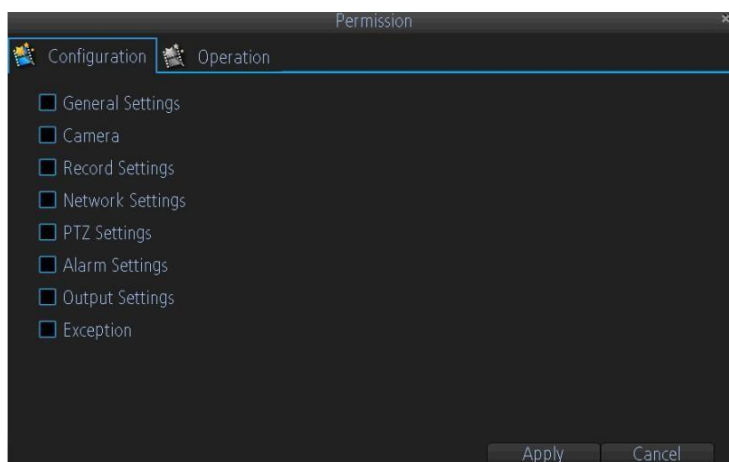 Permission
Configuration Operation
General Settings
Camera
Record Settings
Network Settings
PTZ Settings
Alarm Settings
Output Settings
Exception
Apply Cancel